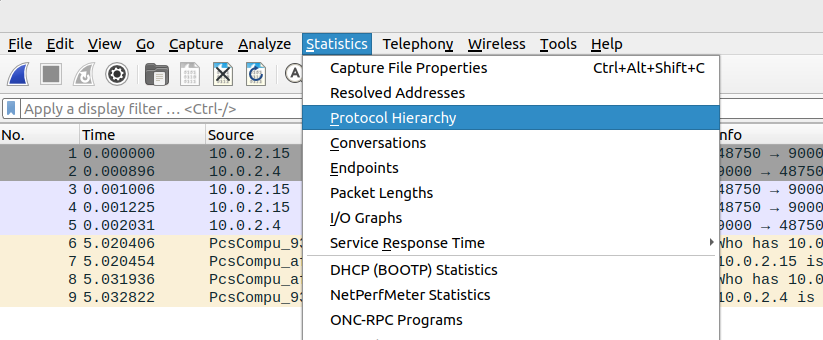 File Edit View Go Capture Analyze Statistics Telephony Wireless Tools Help
Capture File Properties Ctrl+Alt+Shift+C
Resolved Addresses
Protocol Hierarchy
Conversations
Endpoints
Packet Lengths
I/O Graphs
Service Response Time
DHCP (BOOTP) Statistics
NetPerfMeter Statistics
ONC-RPC Programs
Apply a display filter … <Ctrl-/>
No. Time Source nfo
1 0.000000 10.0.2.15 48750 → 9000
2 0.000896 10.0.2.4 9000 → 48750
3 0.001006 10.0.2.15 48750 → 9000
4 0.001225 10.0.2.15 48750 → 9000
5 0.002031 10.0.2.4 9000 → 48750
6 5.020406 PcsCompu_93 Who has 10.0
7 5.020454 PcsCompu_a 10.0.2.15 is
8 5.031936 PcsCompu_a Who has 10.0
9 5.032822 PcsCompu_93 10.0.2.4 is